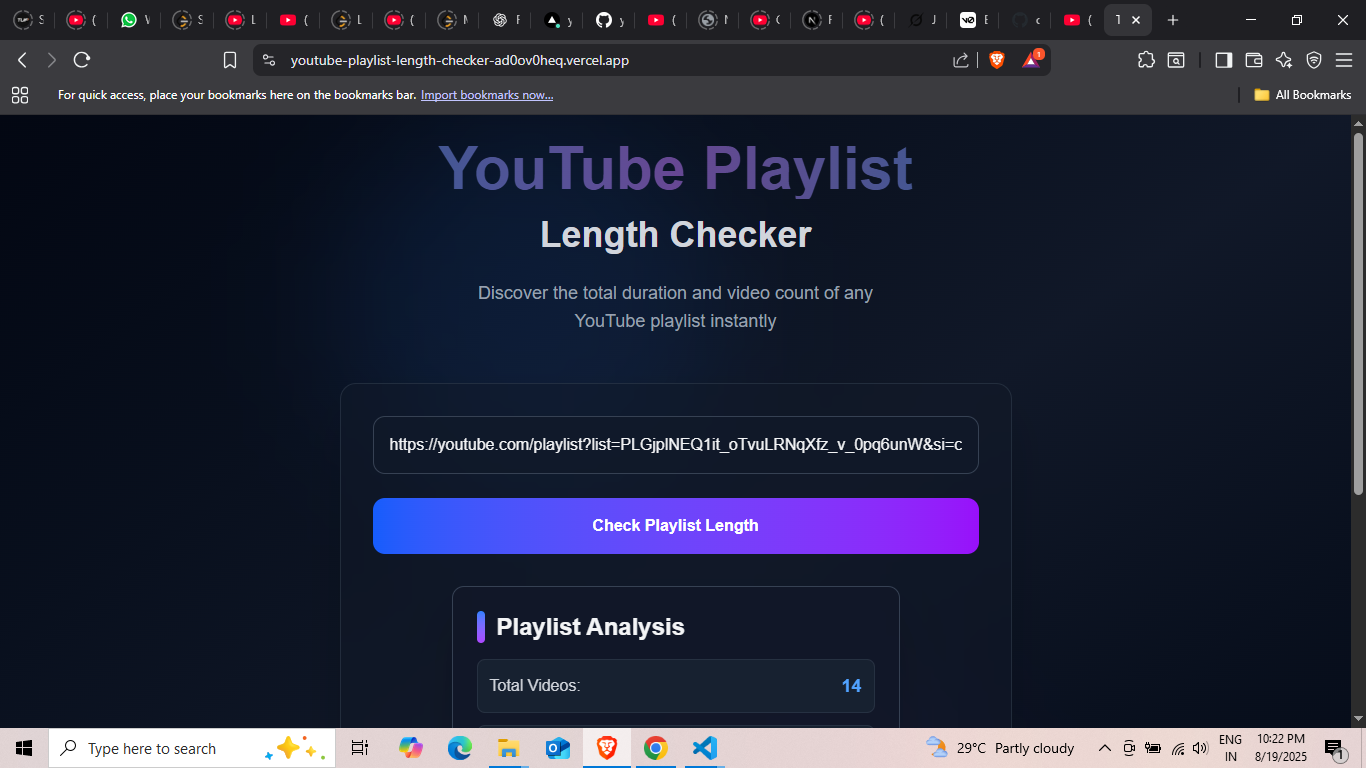 youtube-playlist-length-checker-ad0ov0heq.vercel.app
1
For quick access, place your bookmarks here on the bookmarks bar. Import bookmarks now...
All Bookmarks
YouTube Playlist
Length Checker
Discover the total duration and video count of any
YouTube playlist instantly
https://youtube.com/playlist?list=PLGjplNEQ1it_oTvuLRNqXfz_v_0pq6unW&si=c
Check Playlist Length
Playlist Analysis
Total Videos: 14
Type here to search
29°C Partly cloudy
ENG
IN
10:22 PM
8/19/2025
1